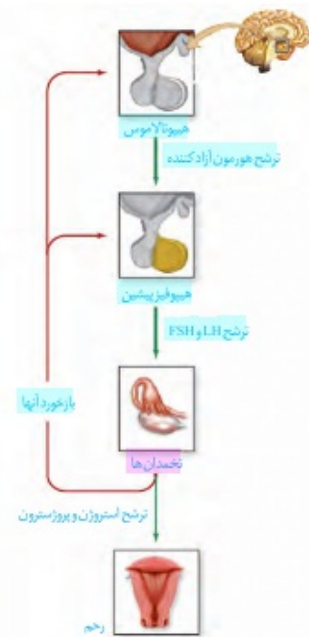 هیپوتالاموس
ترشح هورمون آزادکننده
هیپوفیز پیشین
ترشح LH و FSH
بازخورد آنها
تخمدان‌ها
ترشح استروژن و پروژسترون
رحم